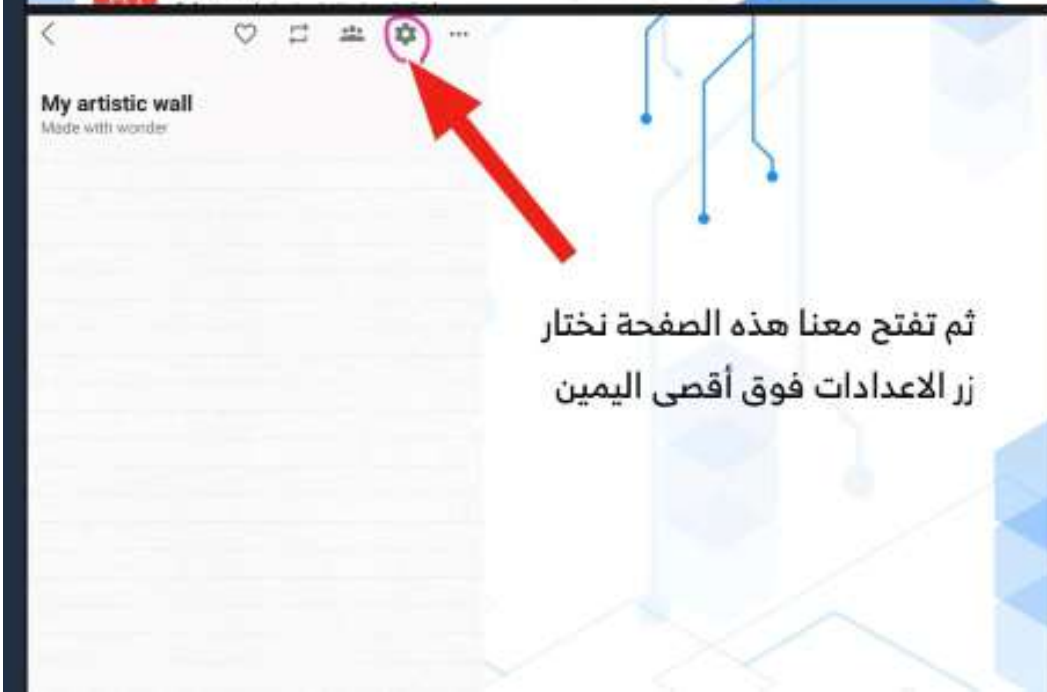 My artistic wall
Made with wonder
ثم تفتح معنا هذه الصفحة نختار
زر الاعدادات فوق أقصى اليمين